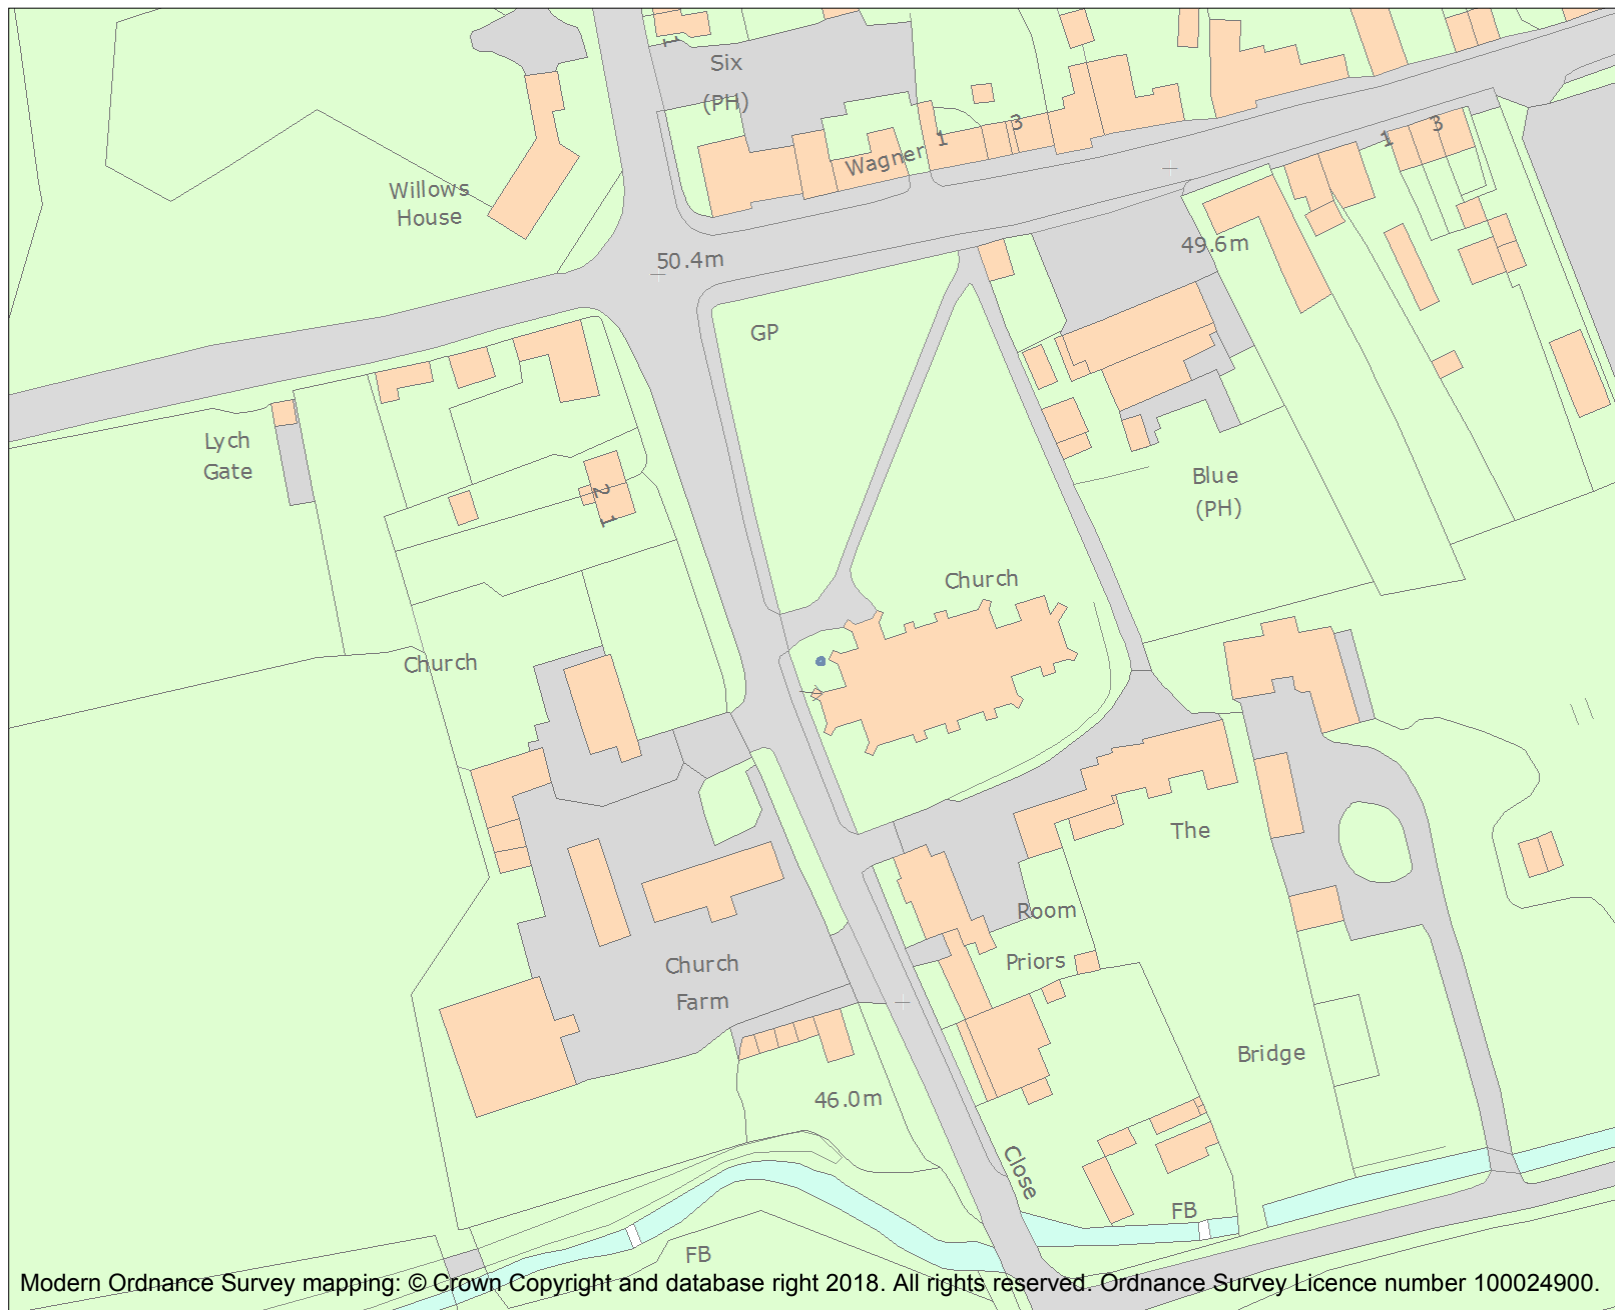 1
Six
(PH)
1
3
Wagner
1
3
Willows
House
50.4m
49.6m
GP
Lych
Gate
2
1
Blue
(PH)
Church
Church
The
Room
Priors
Church
Farm
Bridge
46.0m
Close
FB
FB
Modern Ordnance Survey mapping: © Crown Copyright and database right 2018. All rights reserved. Ordnance Survey Licence number 100024900.